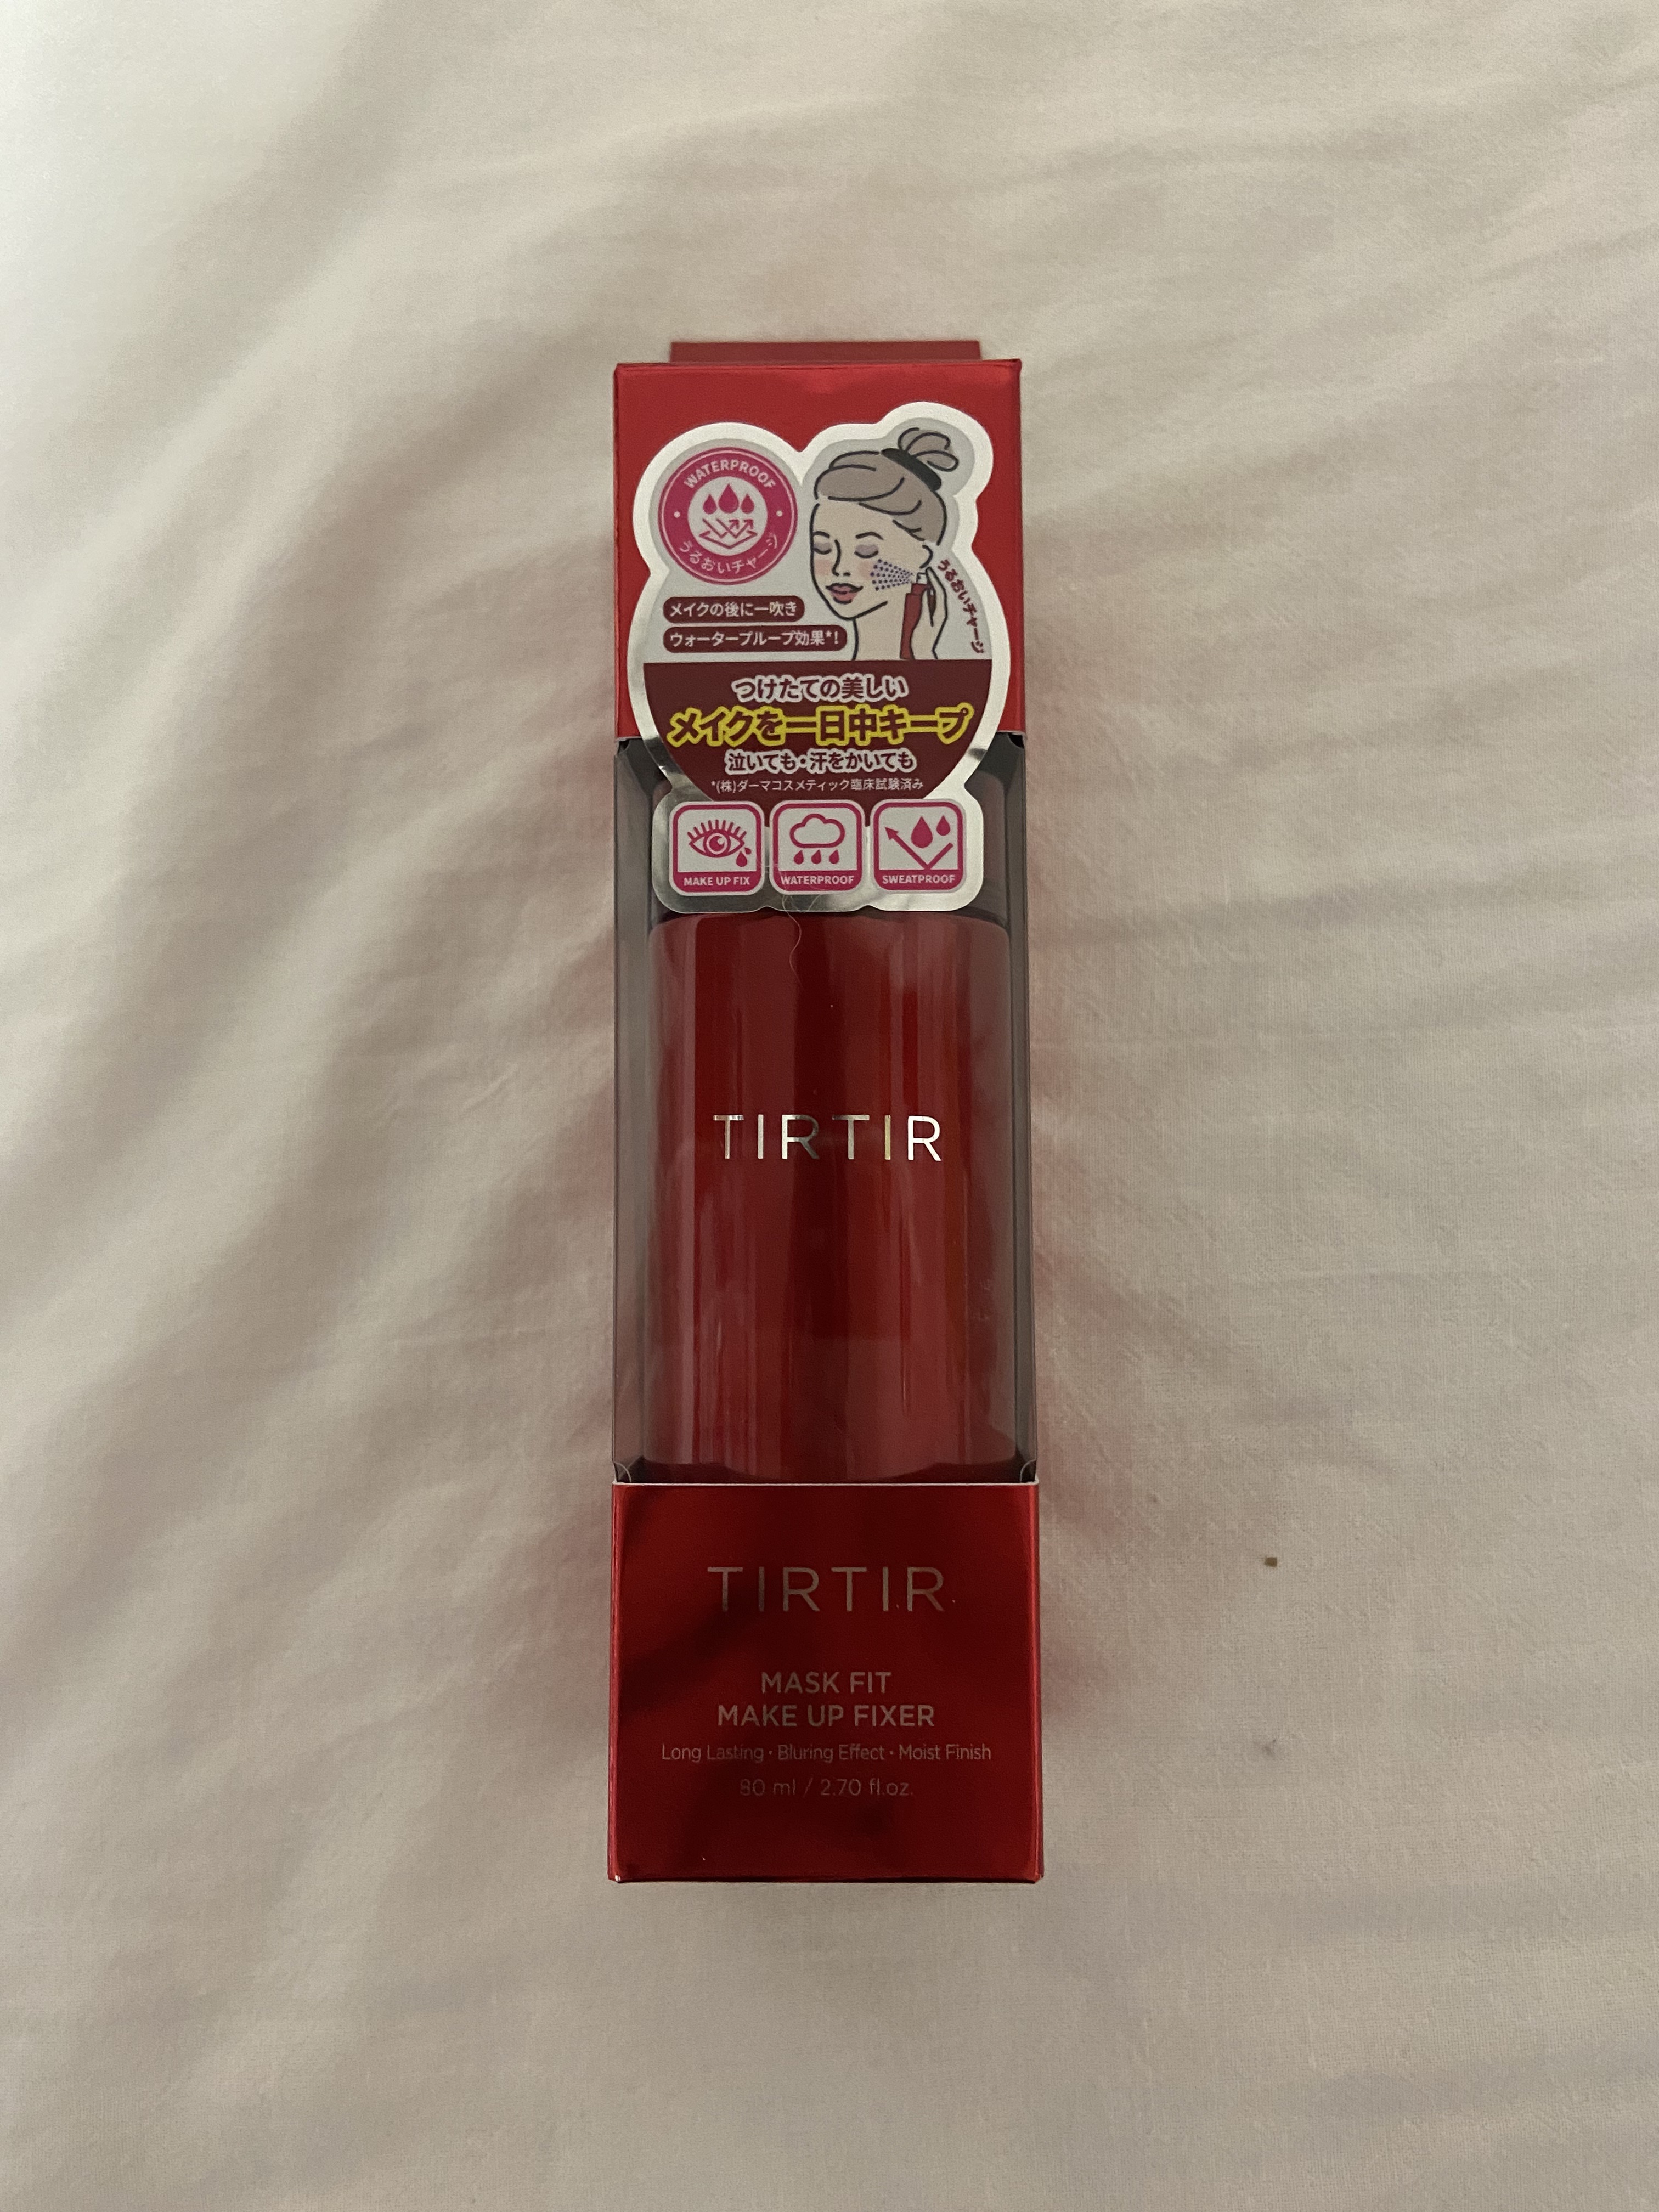 WATERPROOF
うるおいチャージ
うるおいチャージ
メイクの後に一吹き
ウォータープルーフ効果*!
つけたての美しい
メイクを一日中キープ
泣いても・汗をかいても
*(株)ダーマコスメティック臨床試験済み
MAKE UP FIX
WATERPROOF
SWEATPROOF
TIRTIR
TIRTIR
MASK FIT
MAKE UP FIXER
Long Lasting · Bluring Effect · Moist Finish
80 ml / 2.70 fl.oz.